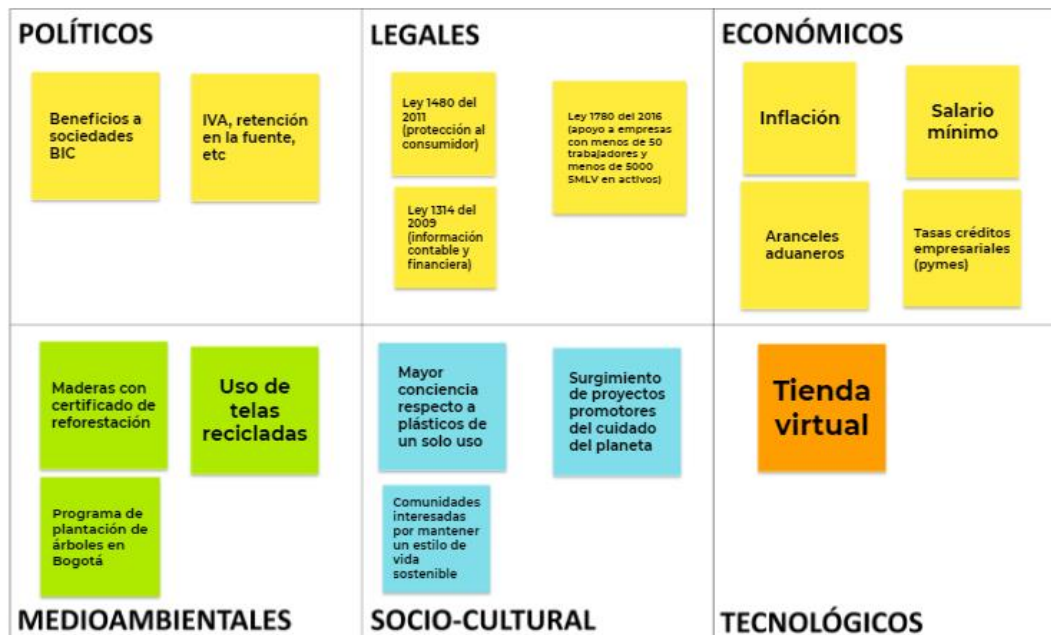 POLÍTICOS
Beneficios a
sociedades
BIC
IVA, retención
en la fuente,
etc
LEGALES
Ley 1480 del
2011
(protección al
consumidor)
Ley 1780 del 2016
(apoyo a empresas
con menos de 50
trabajadores y
menos de 5000
SMLV en activos)
Ley 1314 del
2009
(información
contable y
financiera)
ECONÓMICOS
Inflación
Salario
mínimo
Aranceles
aduaneros
Tasas créditos
empresariales
(pymes)
Maderas con
certificado de
reforestación
Uso de
telas
recicladas
Programa de
plantación de
árboles en
Bogotá
MEDIOAMBIENTALES
Mayor
conciencia
respecto a
plásticos de
un solo uso
Surgimiento
de proyectos
promotores
del cuidado
del planeta
Comunidades
interesadas
por mantener
un estilo de
vida
sostenible
SOCIO-CULTURAL
Tienda
virtual
TECNOLÓGICOS